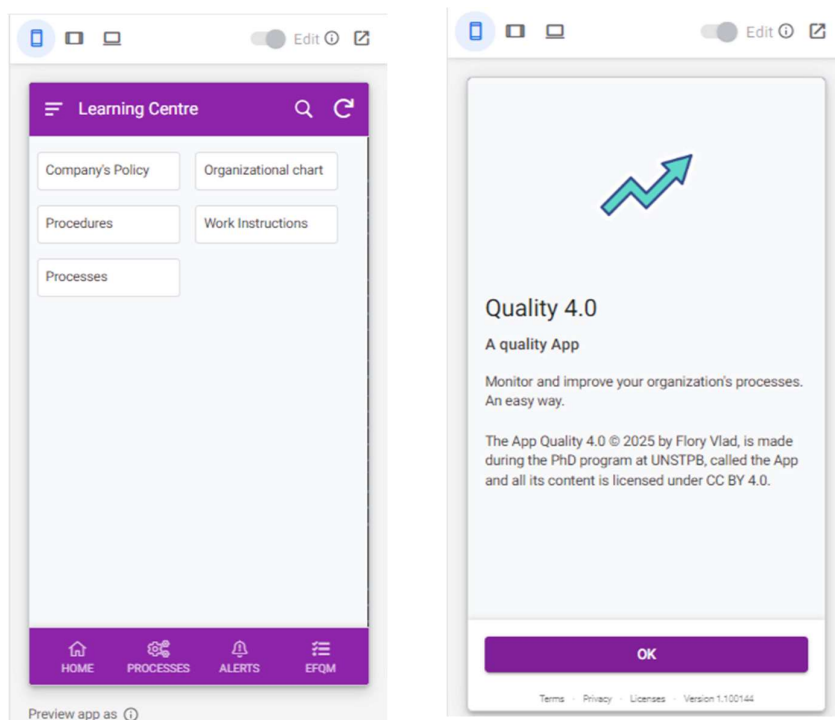 Edit
Learning Centre
Company's Policy
Organizational chart
Procedures
Work Instructions
Processes
HOME
PROCESSES
ALERTS
EFQM
Preview app as
Edit
Quality 4.0
A quality App
Monitor and improve your organization's processes.
An easy way.
The App Quality 4.0 © 2025 by Flory Vlad, is made
during the PhD program at UNSTPB, called the App
and all its content is licensed under CC BY 4.0.
OK
Terms · Privacy · Licenses · Version 1.100144